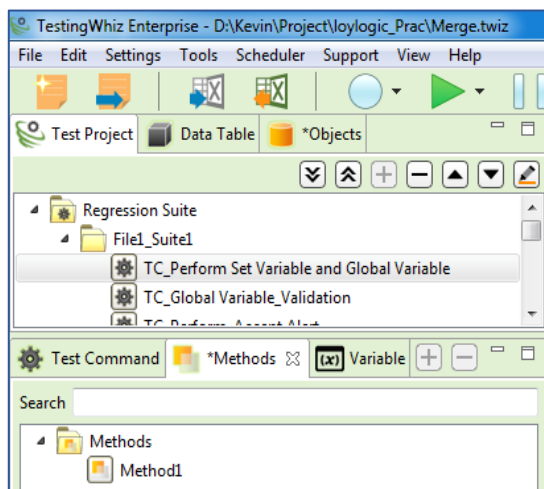 TestingWhiz Enterprise - D:\Kevin\Project\loylogic_Prac\Merge.twiz
File Edit Settings Tools Scheduler Support View Help
Test Project Data Table *Objects
Regression Suite
File1_Suite1
TC_Perform Set Variable and Global Variable
TC_Global Variable_Validation
TC_Perform_Accept Alert
Test Command *Methods (x) Variable
Search
Methods
Method1